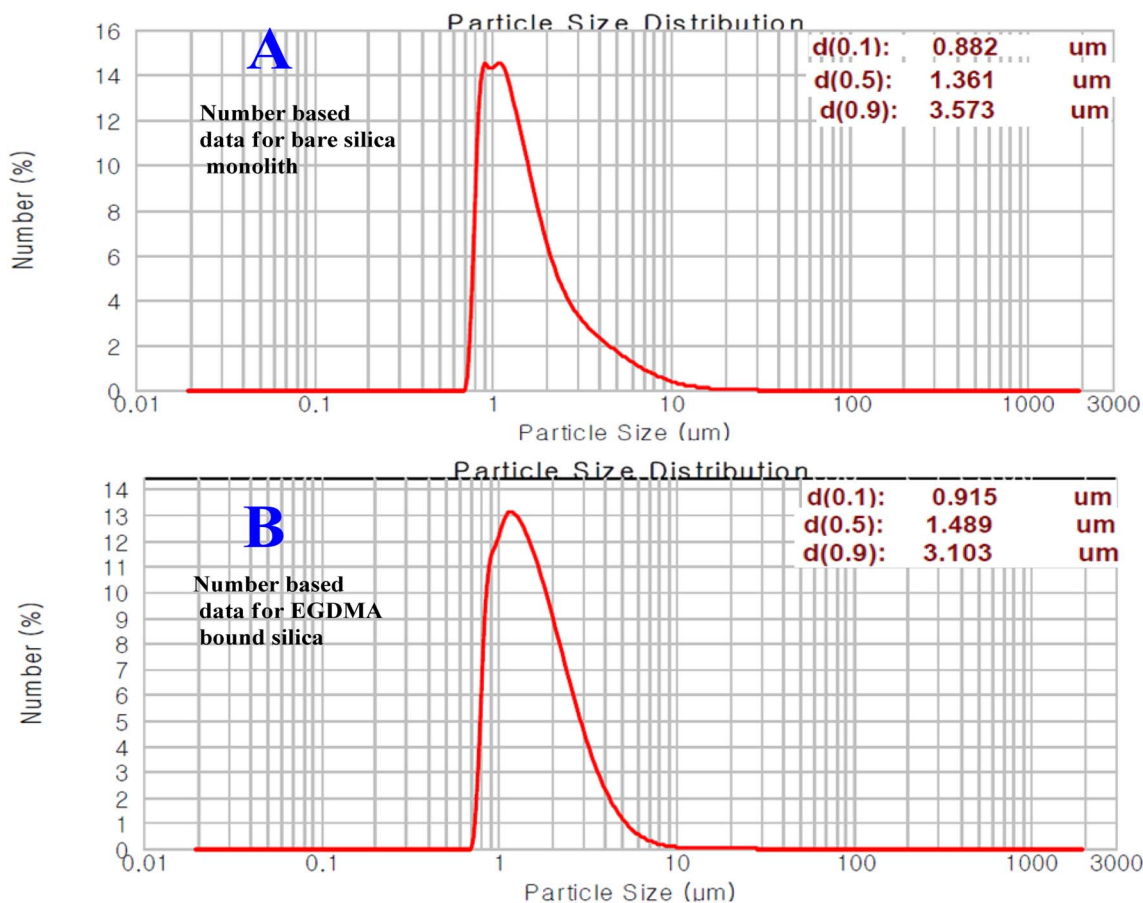 Particle Size Distribution
A
Number based
data for bare silica
monolith
d(0.1): 0.882 um
d(0.5): 1.361 um
d(0.9): 3.573 um
16
14
12
10
8
6
4
2
0
Number (%)
0.01 0.1 1 10 100 1000 3000
Particle Size (µm)
Particle Size Distribution
B
Number based
data for EGDMA
bound silica
d(0.1): 0.915 um
d(0.5): 1.489 um
d(0.9): 3.103 um
14
13
12
11
10
9
8
7
6
5
4
3
2
1
0
Number (%)
0.01 0.1 1 10 100 1000 3000
Particle Size (µm)